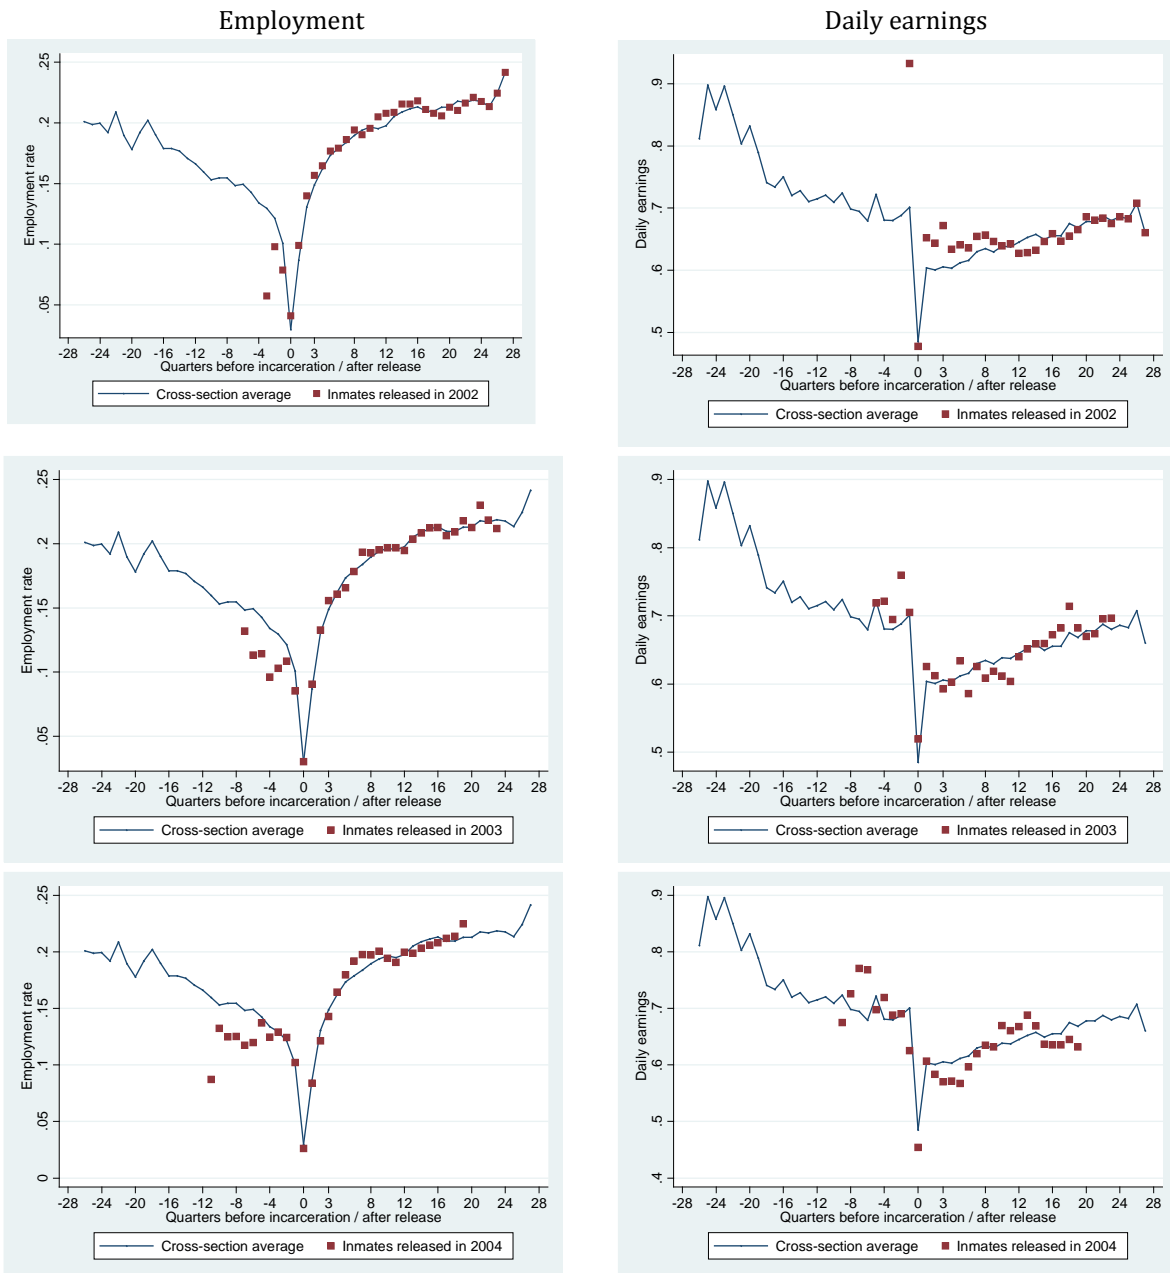 Employment
Daily earnings
Employment rate
.05 .1 .15 .2 .25
-28 -24 -20 -16 -12 -8 -4 0 3 8 12 16 20 24 28
Quarters before incarceration / after release
Cross-section average Inmates released in 2002
Daily earnings
.5 .6 .7 .8 .9
-28 -24 -20 -16 -12 -8 -4 0 3 8 12 16 20 24 28
Quarters before incarceration / after release
Cross-section average Inmates released in 2002
Employment rate
.05 .1 .15 .2 .25
-28 -24 -20 -16 -12 -8 -4 0 3 8 12 16 20 24 28
Quarters before incarceration / after release
Cross-section average Inmates released in 2003
Daily earnings
.5 .6 .7 .8 .9
-28 -24 -20 -16 -12 -8 -4 0 3 8 12 16 20 24 28
Quarters before incarceration / after release
Cross-section average Inmates released in 2003
Employment rate
0 .05 .1 .15 .2 .25
-28 -24 -20 -16 -12 -8 -4 0 3 8 12 16 20 24 28
Quarters before incarceration / after release
Cross-section average Inmates released in 2004
Daily earnings
.4 .5 .6 .7 .8 .9
-28 -24 -20 -16 -12 -8 -4 0 3 8 12 16 20 24 28
Quarters before incarceration / after release
Cross-section average Inmates released in 2004